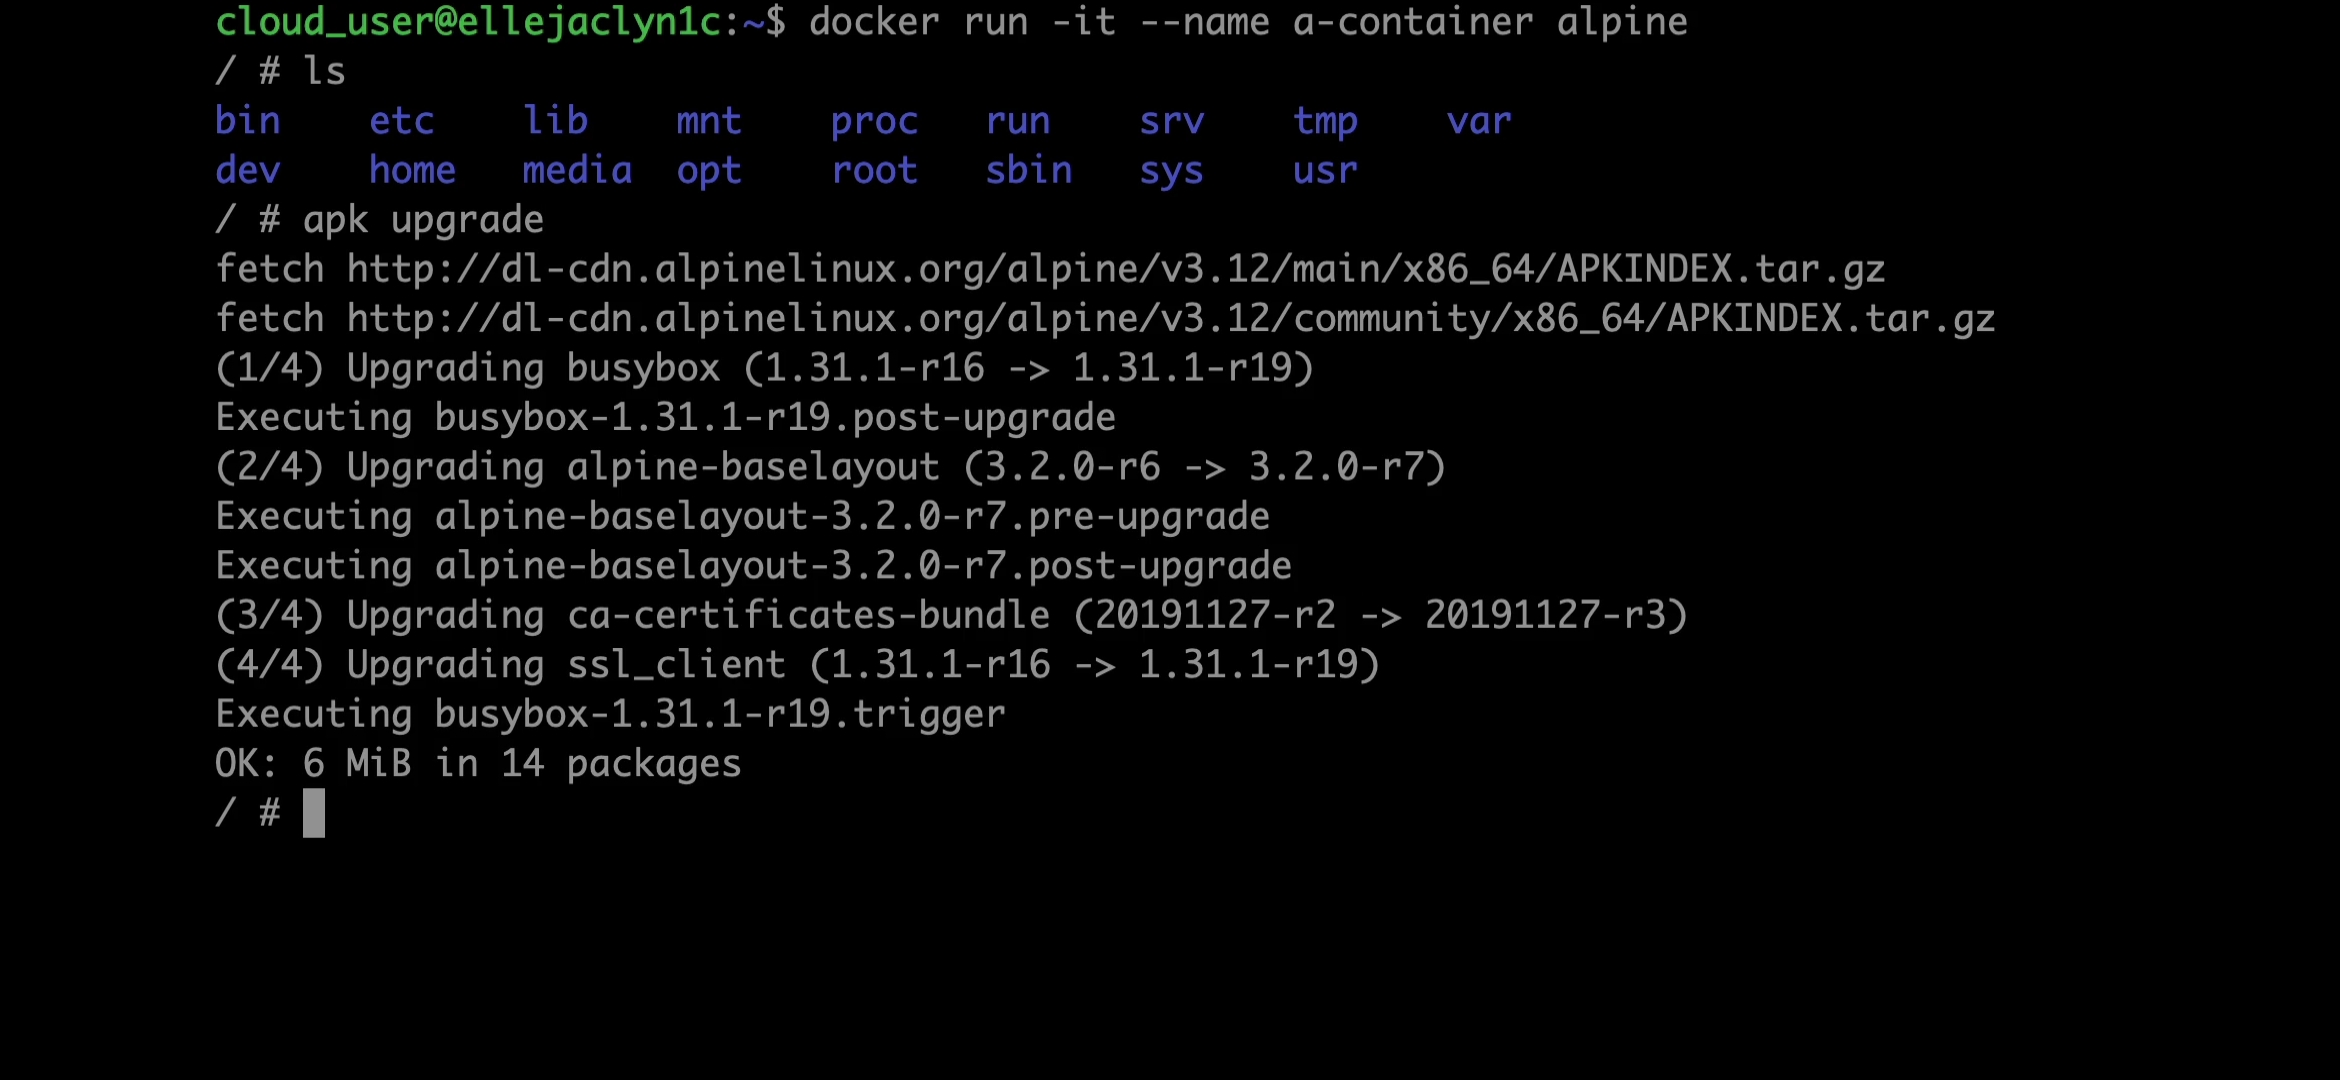 cloud_user@ellejaclyn1c:~$ docker run -it --name a-container alpine
/ # ls
bin    etc    lib    mnt    proc   run    srv    tmp    var
dev    home   media  opt    root   sbin   sys    usr
/ # apk upgrade
fetch http://dl-cdn.alpinelinux.org/alpine/v3.12/main/x86_64/APKINDEX.tar.gz
fetch http://dl-cdn.alpinelinux.org/alpine/v3.12/community/x86_64/APKINDEX.tar.gz
(1/4) Upgrading busybox (1.31.1-r16 -> 1.31.1-r19)
Executing busybox-1.31.1-r19.post-upgrade
(2/4) Upgrading alpine-baselayout (3.2.0-r6 -> 3.2.0-r7)
Executing alpine-baselayout-3.2.0-r7.pre-upgrade
Executing alpine-baselayout-3.2.0-r7.post-upgrade
(3/4) Upgrading ca-certificates-bundle (20191127-r2 -> 20191127-r3)
(4/4) Upgrading ssl_client (1.31.1-r16 -> 1.31.1-r19)
Executing busybox-1.31.1-r19.trigger
OK: 6 MiB in 14 packages
/ #